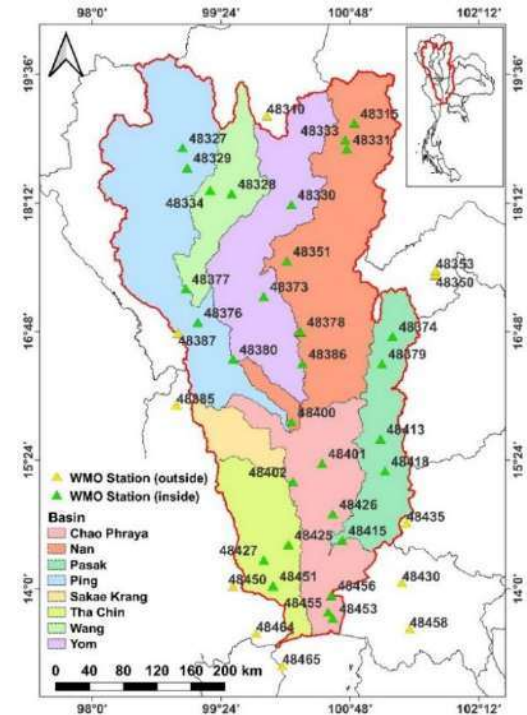 98°0 99°24 100°48 102°12
19°36
48310 48315
48333
48327 48331
48329
48328
18°12 48334 48330
18°12
48351
48353
48350
48377 48373
48376 48378 48374
16°48
48387 48380 48386 48379
48385
48400
48413
15°24
48401
48402 48418
WMO Station (outside)
WMO Station (inside)
48426 48435
Basin
48425 48415
Chao Phraya
Nan 48427
Pasak 48450 48451 48456 48430
14°0
Ping 48455 48453
Sakae Krang 48458
Tha Chin 48464
Wang
Yom 48465
0 40 80 120 160 200 km
98°0 99°24 100°48 102°12
19°36
16°48
15°24
14°0